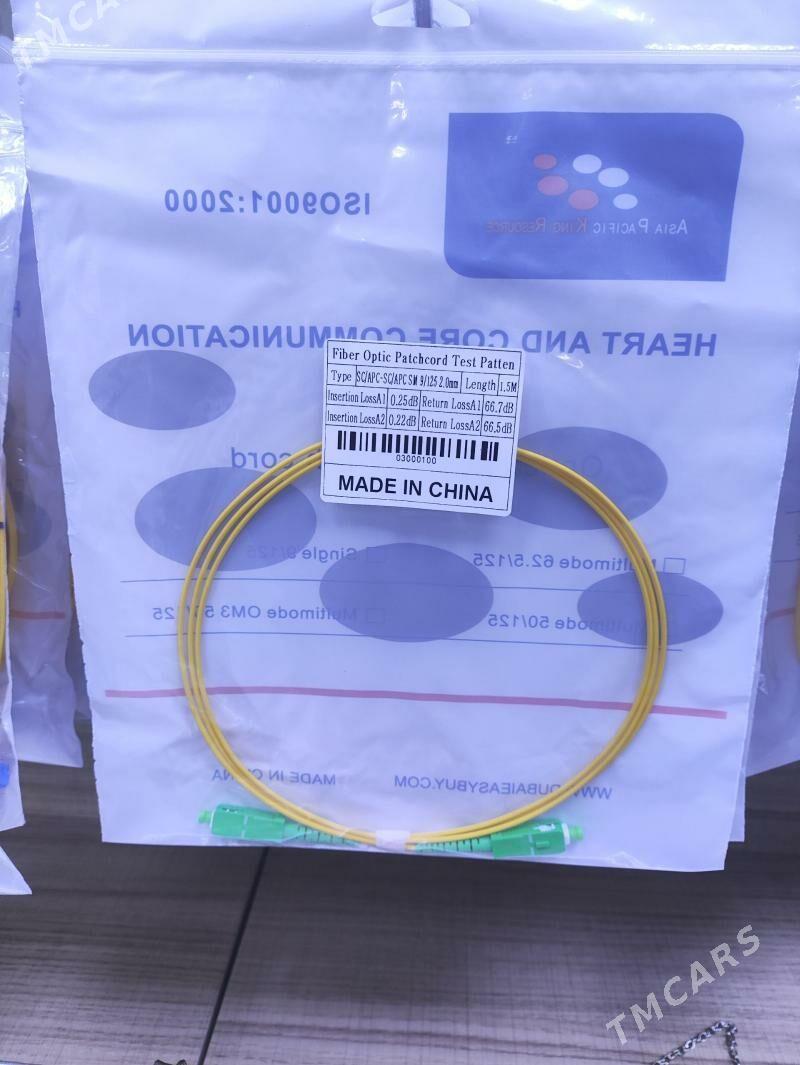 TMCARS
ISO9001:2000
ASIA PACIFIC KING RESOURCE
HEART AND CORE COMMUNICATION
Fiber Optic Patchcord Test Patten
Type SC/APC-SC/APC SM 9/125 2.0mm Length 1.5M
Insertion LossA1 0.25dB Return LossA1 66.7dB
Insertion LossA2 0.22dB Return LossA2 66.5dB
03000100
MADE IN CHINA
Single 9/125
Multimode 62.5/125
Multimode OM3
Multimode 50/125
MADE IN CHINA
WWW.DUBAIEASYBUY.COM
TMCARS